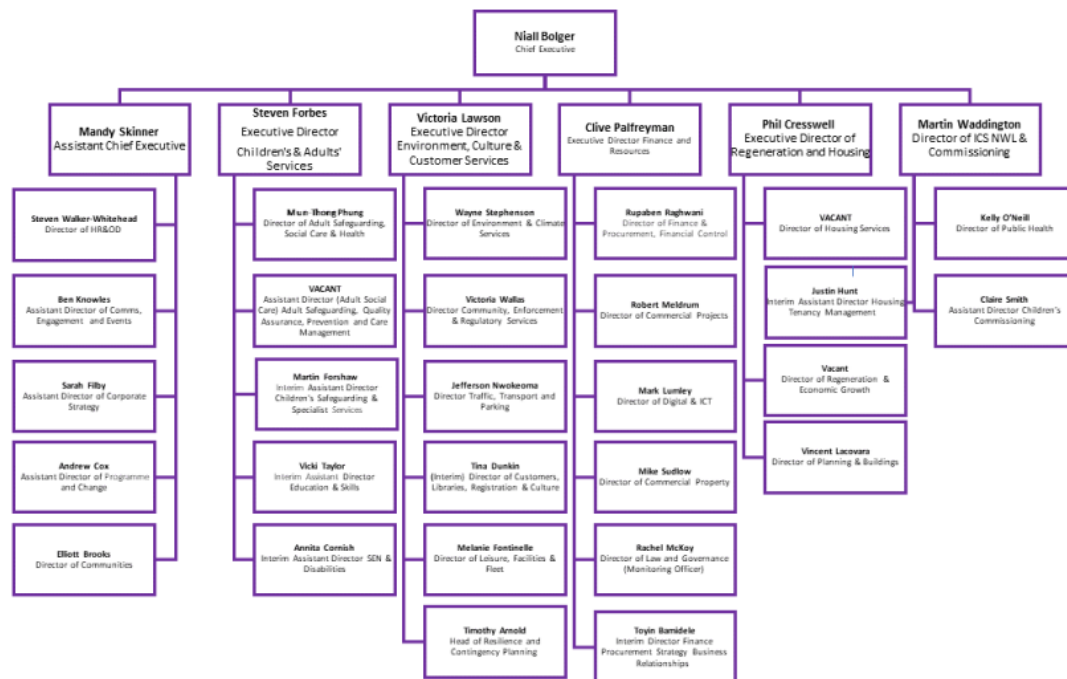 Niall Bolger
Chief Executive
Mandy Skinner
Assistant Chief Executive
Steven Forbes
Executive Director
Children's & Adults'
Services
Victoria Lawson
Executive Director
Environment, Culture &
Customer Services
Clive Palfreyman
Executive Director Finance and
Resources
Phil Cresswell
Executive Director of
Regeneration and Housing
Martin Waddington
Director of ICS NWL &
Commissioning
Steven Walker-Whitehead
Director of HR&OD
Ben Knowles
Assistant Director of Comms,
Engagement and Events
Sarah Filby
Assistant Director of Corporate
Strategy
Andrew Cox
Assistant Director of Programme
and Change
Elliott Brooks
Director of Communities
Mun-Thong Phung
Director of Adult Safeguarding,
Social Care & Health
VACANT
Assistant Director (Adult Social
Care) Adult Safeguarding, Quality
Assurance, Prevention and Care
Management
Martin Forshaw
Interim Assistant Director
Children's Safeguarding &
Specialist Services
Vicki Taylor
Interim Assistant Director
Education & Skills
Annita Cornish
Interim Assistant Director SEN &
Disabilities
Wayne Stephenson
Director of Environment & Climate
Services
Victoria Wallas
Director Community, Enforcement
& Regulatory Services
Jefferson Nwokeoma
Director Traffic, Transport and
Parking
Tina Dunkin
(Interim) Director of Customers,
Libraries, Registration & Culture
Melanie Fontinelle
Director of Leisure, Facilities &
Fleet
Timothy Arnold
Head of Resilience and
Contingency Planning
Rupaben Raghwani
Director of Finance &
Procurement, Financial Control
Robert Meldrum
Director of Commercial Projects
Mark Lumley
Director of Digital & ICT
Mike Sudlow
Director of Commercial Property
Rachel McKoy
Director of Law and Governance
(Monitoring Officer)
Toyin Bamidele
Interim Director Finance
Procurement Strategy Business
Relationships
VACANT
Director of Housing Services
Justin Hunt
Interim Assistant Director Housing
Tenancy Management
Vacant
Director of Regeneration &
Economic Growth
Vincent Lacovara
Director of Planning & Buildings
Kelly O'Neill
Director of Public Health
Claire Smith
Assistant Director Children's
Commissioning